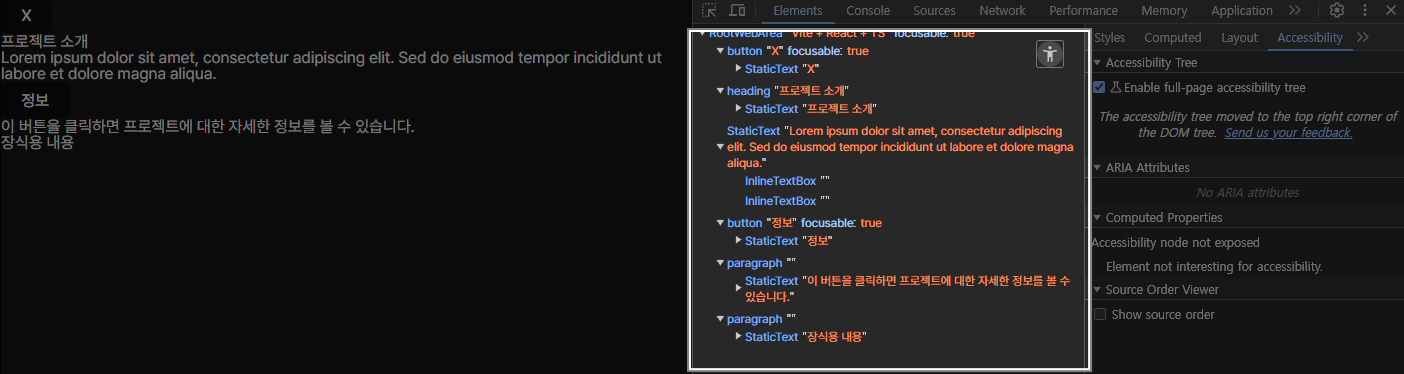 X
프로젝트 소개
Lorem ipsum dolor sit amet, consectetur adipiscing elit. Sed do eiusmod tempor incididunt ut
labore et dolore magna aliqua.
정보
이 버튼을 클릭하면 프로젝트에 대한 자세한 정보를 볼 수 있습니다.
장식용 내용
Elements Console Sources Network Performance Memory Application
RootWebArea "Vite + React + TS" focusable: true
button "X" focusable: true
StaticText "X"
heading "프로젝트 소개"
StaticText "프로젝트 소개"
StaticText "Lorem ipsum dolor sit amet, consectetur adipiscing
elit. Sed do eiusmod tempor incididunt ut labore et dolore magna
aliqua."
InlineTextBox ""
InlineTextBox ""
button "정보" focusable: true
StaticText "정보"
paragraph ""
StaticText "이 버튼을 클릭하면 프로젝트에 대한 자세한 정보를 볼 수
있습니다."
paragraph ""
StaticText "장식용 내용"
Styles Computed Layout Accessibility
Accessibility Tree
Enable full-page accessibility tree
The accessibility tree moved to the top right corner of
the DOM tree. Send us your feedback.
ARIA Attributes
No ARIA attributes
Computed Properties
Accessibility node not exposed
Element not interesting for accessibility.
Source Order Viewer
Show source order